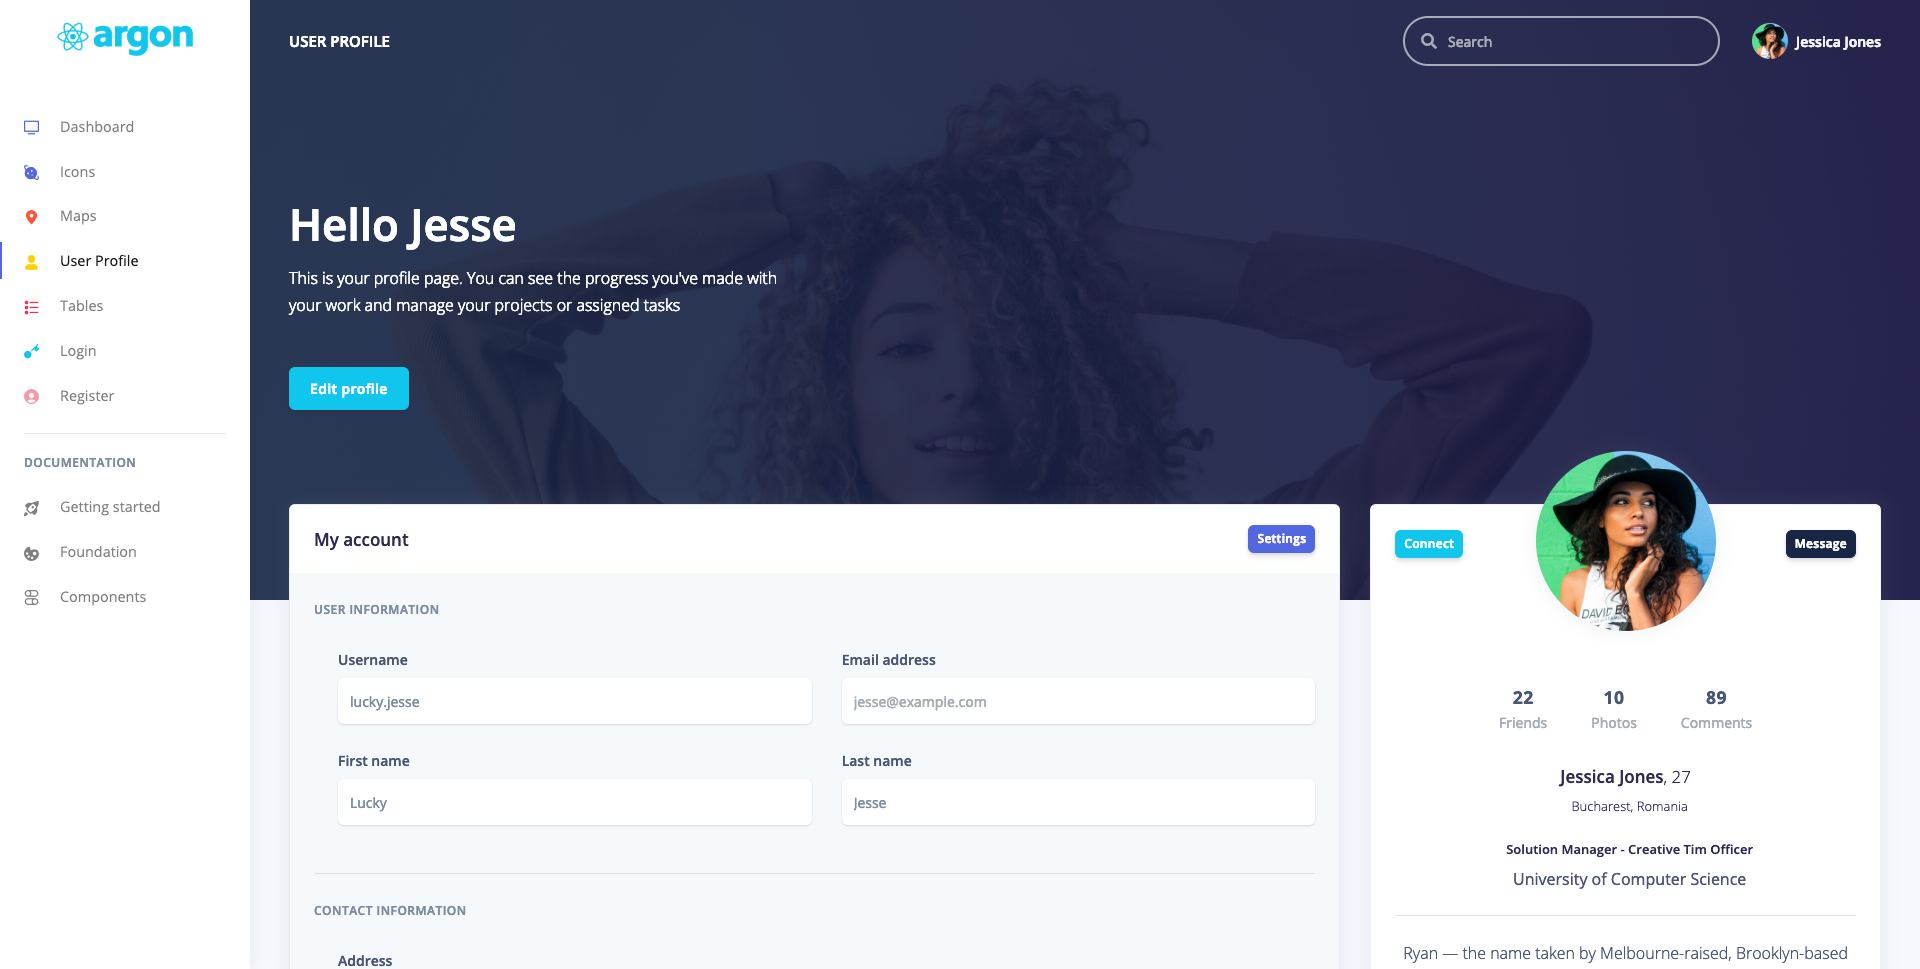 argon
Dashboard
Icons
Maps
User Profile
Tables
Login
Register
DOCUMENTATION
Getting started
Foundation
Components
USER PROFILE
Search
Jessica Jones
Hello Jesse
This is your profile page. You can see the progress you've made with
your work and manage your projects or assigned tasks
Edit profile
My account
Settings
USER INFORMATION
Username
Email address
lucky.jesse
jesse@example.com
First name
Last name
Lucky
Jesse
CONTACT INFORMATION
Address
Connect
Message
DAVID BO
22
10
89
Friends
Photos
Comments
Jessica Jones, 27
Bucharest, Romania
Solution Manager - Creative Tim Officer
University of Computer Science
Ryan — the name taken by Melbourne-raised, Brooklyn-based